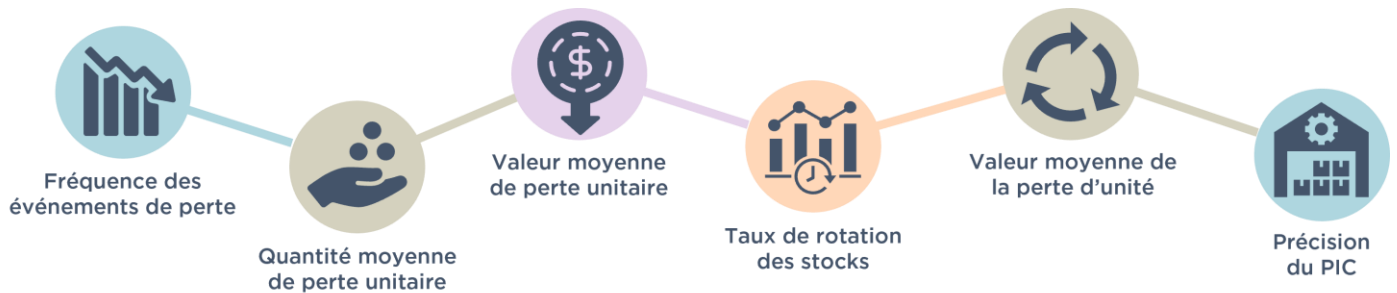 Fréquence des
événements de perte
Quantité moyenne
de perte unitaire
$
Valeur moyenne
de perte unitaire
Taux de rotation
des stocks
Valeur moyenne de
la perte d'unité
Précision
du PIC